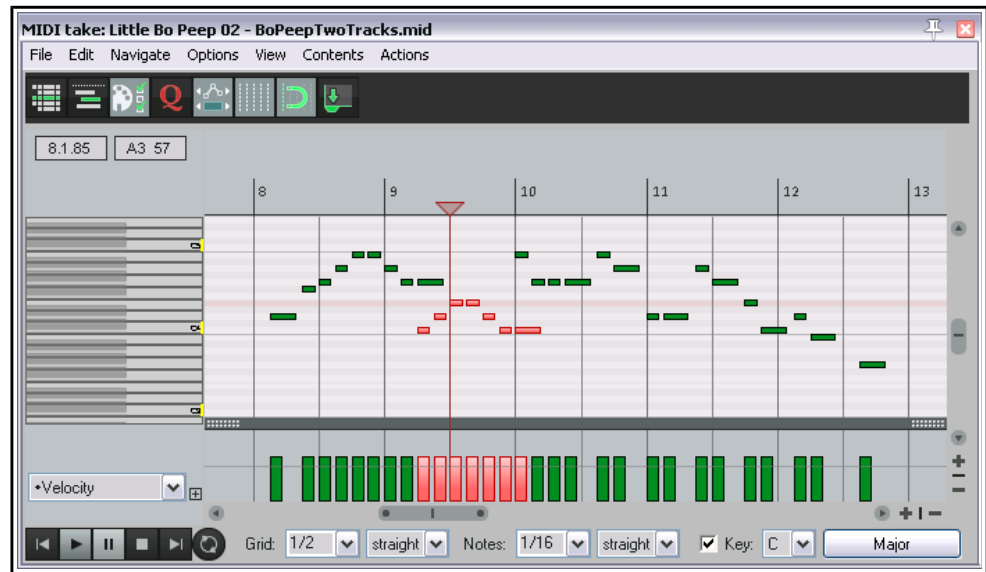 MIDI take: Little Bo Peep 02 - BoPeepTwoTracks.mid
File Edit Navigate Options View Contents Actions
Q
8.1.85 A3 57
8 9 10 11 12 13
•Velocity
Grid: 1/2 straight Notes: 1/16 straight Key: C Major